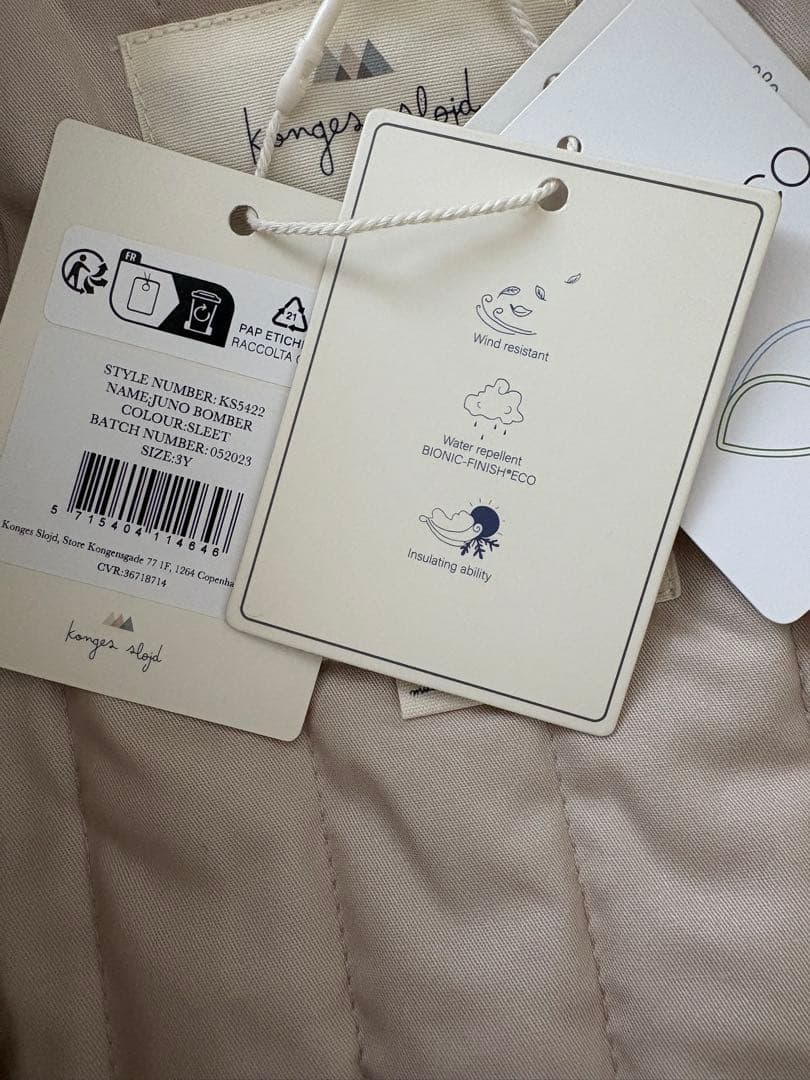 konges sløjd
FR
21
PAP ETICH
RACCOLTA
STYLE NUMBER: KS5422
NAME:JUNO BOMBER
COLOUR:SLEET
BATCH NUMBER: 052023
SIZE:3Y
5 715404 114646
Konges Slojd, Store Kongensgade 77 1F, 1264 Copenha
CVR:36718714
konges sløjd
Wind resistant
Water repellent
BIONIC-FINISH®ECO
Insulating ability